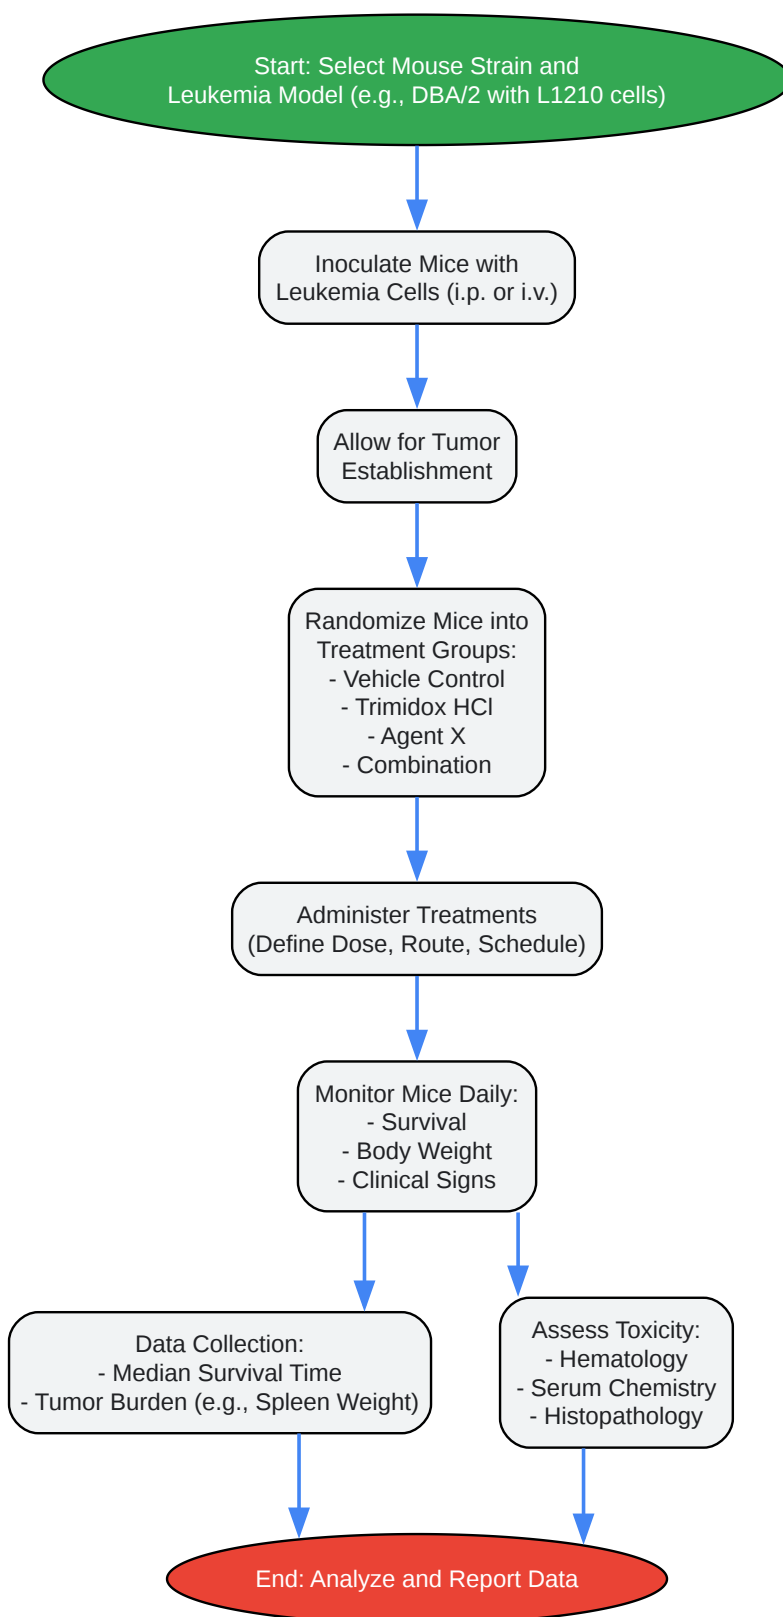 Start: Select Mouse Strain and
Leukemia Model (e.g., DBA/2 with L1210 cells)
Inoculate Mice with
Leukemia Cells (i.p. or i.v.)
Allow for Tumor
Establishment
Randomize Mice into
Treatment Groups:
- Vehicle Control
- Trimidox HCl
- Agent X
- Combination
Administer Treatments
(Define Dose, Route, Schedule)
Monitor Mice Daily:
- Survival
- Body Weight
- Clinical Signs
Data Collection:
- Median Survival Time
- Tumor Burden (e.g., Spleen Weight)
Assess Toxicity:
- Hematology
- Serum Chemistry
- Histopathology
End: Analyze and Report Data